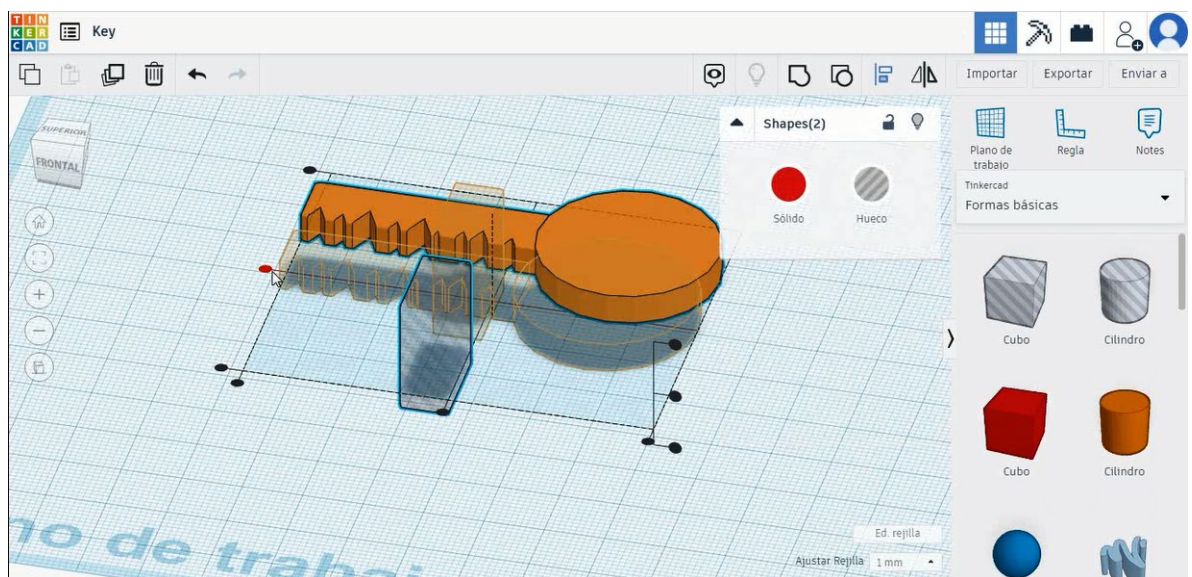 TIN
KER
CAD
Key
Importar
Exportar
Enviar a
SUPERIOR
FRONTAL
Shapes(2)
Sólido
Hueco
Plano de
trabajo
Regla
Notes
Tinkercad
Formas básicas
Cubo
Cilindro
Cubo
Cilindro
no de traba
Ed. rejilla
Ajustar Rejilla
1 mm